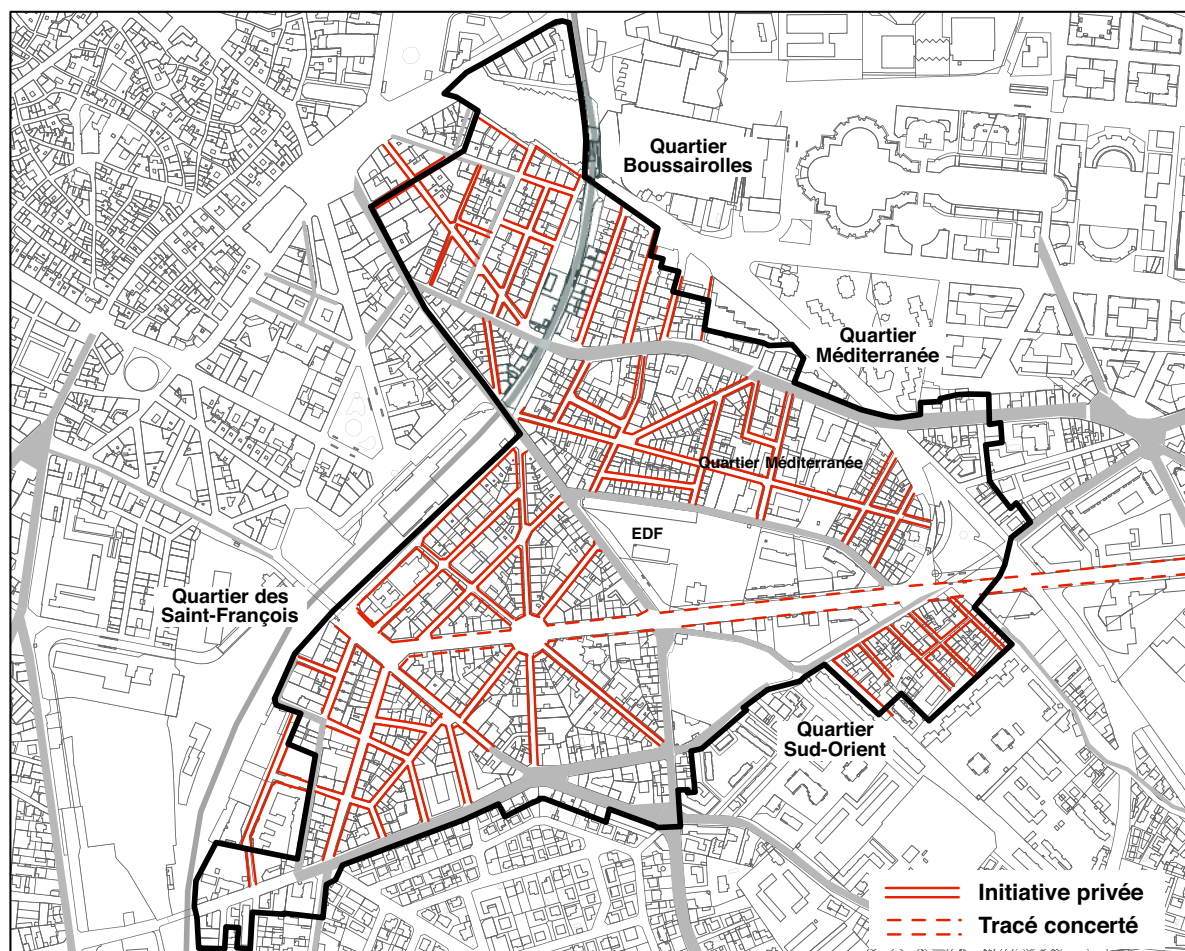 Quartier
Boussairolles
Quartier
Méditerranée
Quartier Méditerranée
EDF
Quartier des
Saint-François
Quartier
Sud-Orient
Initiative privée
Tracé concerté